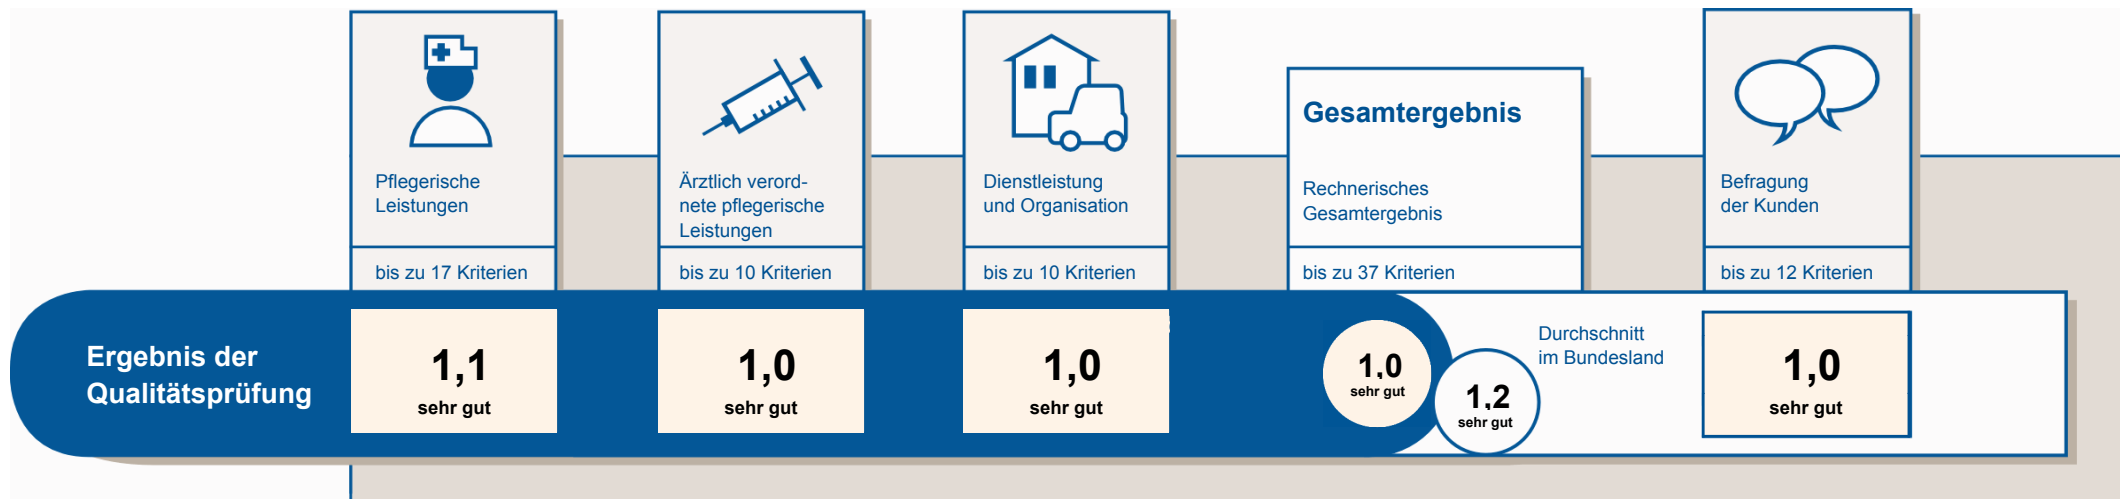 Pflegerische
Leistungen
bis zu 17 Kriterien
Ärztlich verord-
nete pflegerische
Leistungen
bis zu 10 Kriterien
Dienstleistung
und Organisation
bis zu 10 Kriterien
Gesamtergebnis
Rechnerisches
Gesamtergebnis
bis zu 37 Kriterien
Befragung
der Kunden
bis zu 12 Kriterien
Ergebnis der
Qualitätsprüfung
1,1
sehr gut
1,0
sehr gut
1,0
sehr gut
1,0
sehr gut
1,2
sehr gut
Durchschnitt
im Bundesland
1,0
sehr gut